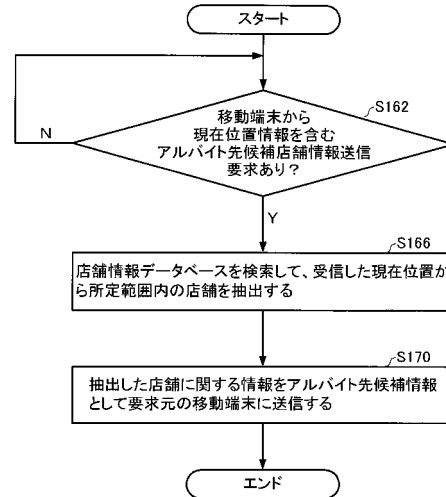 スタート
S162
移動端末から
現在位置情報を含む
アルバイト先候補店舗情報送信
要求あり？
N
Y
S166
店舗情報データベースを検索して、受信した現在位置か
ら所定範囲内の店舗を抽出する
S170
抽出した店舗に関する情報をアルバイト先候補情報
として要求元の移動端末に送信する
エンド